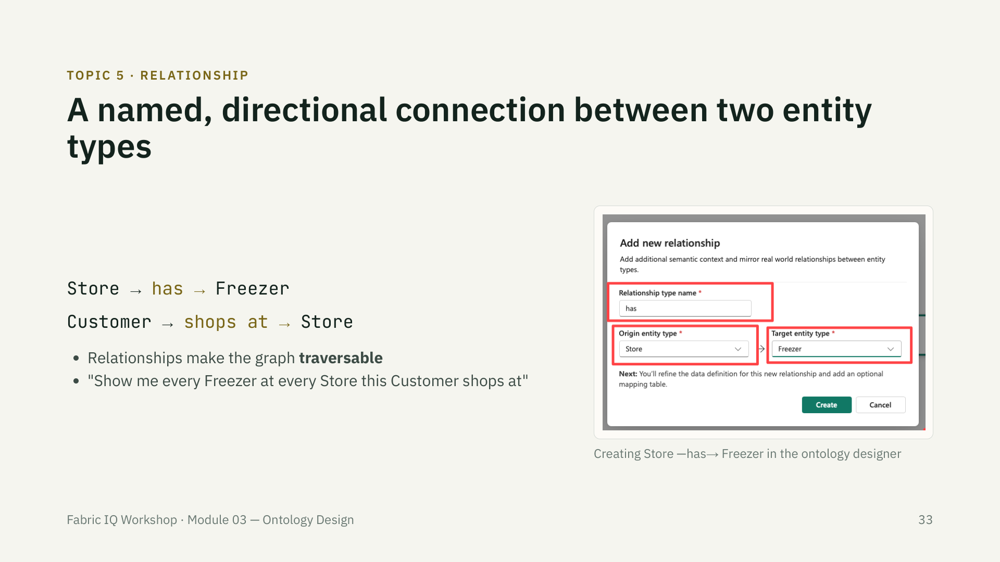 TOPIC 5 · RELATIONSHIP
A named, directional connection between two entity
types
Store → has → Freezer
Customer → shops at → Store
• Relationships make the graph traversable
• "Show me every Freezer at every Store this Customer shops at"
Add new relationship
Add additional semantic context and mirror real world relationships between entity
types.
Relationship type name *
has
Origin entity type *
Target entity type *
Store
→
Freezer
Next: You'll refine the data definition for this new relationship and add an optional
mapping table.
Create
Cancel
Creating Store —has→ Freezer in the ontology designer
Fabric IQ Workshop · Module 03 — Ontology Design
33